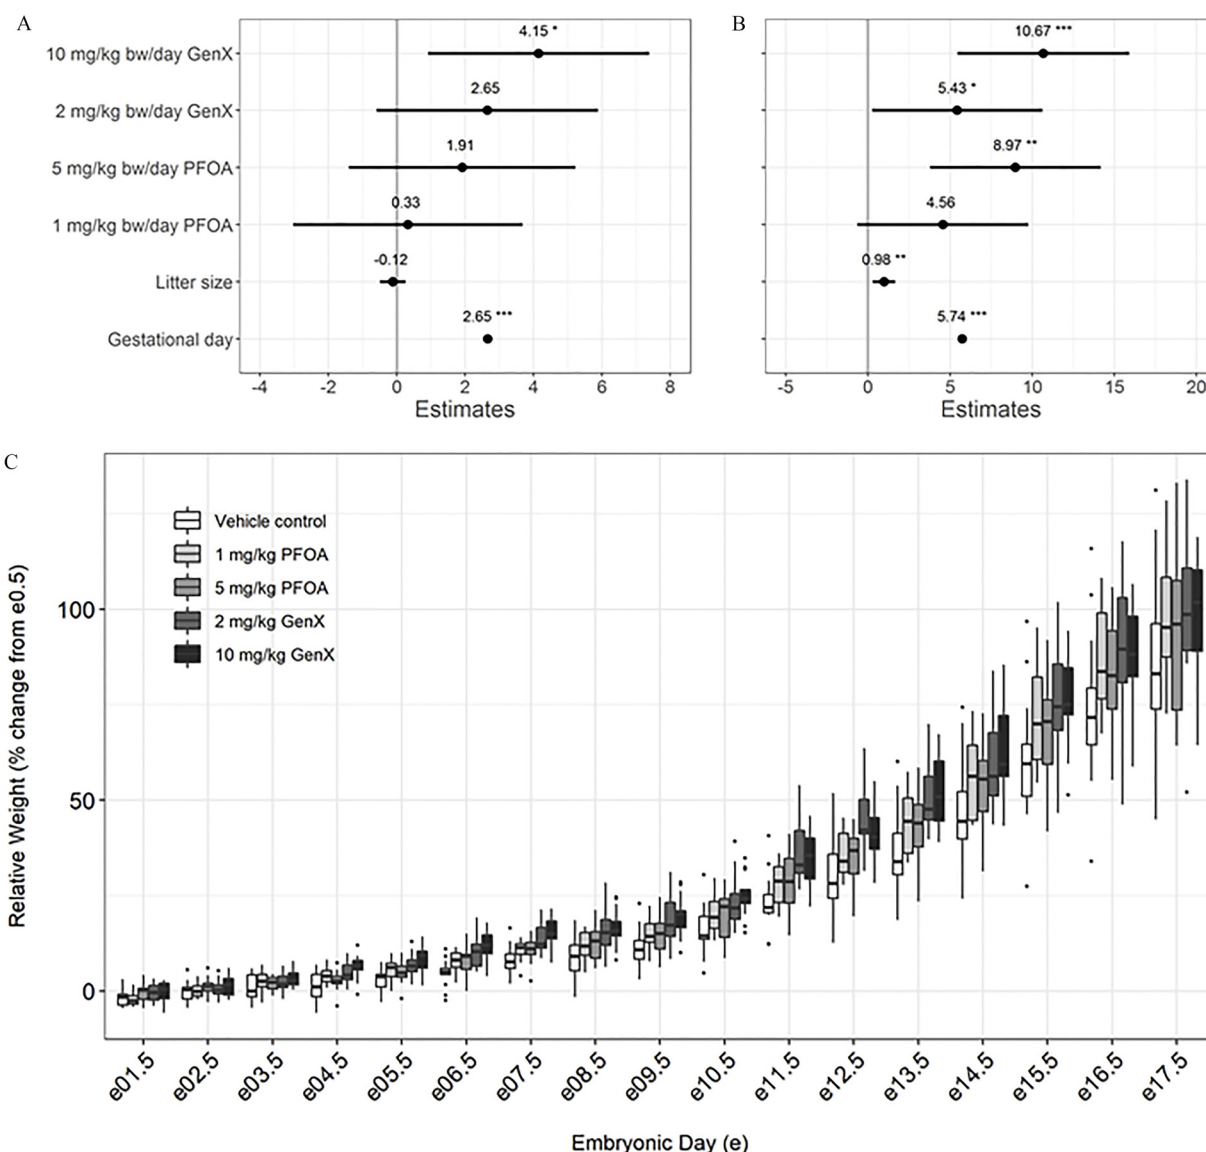 A
10 mg/kg bw/day GenX
4.15 *
2 mg/kg bw/day GenX
2.65
5 mg/kg bw/day PFOA
1.91
1 mg/kg bw/day PFOA
0.33
Litter size
-0.12
Gestational day
2.65 ***
-4 -2 0 2 4 6 8
Estimates
B
10.67 ***
5.43 *
8.97 **
4.56
0.98 **
5.74 ***
-5 0 5 10 15 20
Estimates
C
Relative Weight (% change from e0.5)
100
50
0
Vehicle control
1 mg/kg PFOA
5 mg/kg PFOA
2 mg/kg GenX
10 mg/kg GenX
e01.5 e02.5 e03.5 e04.5 e05.5 e06.5 e07.5 e08.5 e09.5 e10.5 e11.5 e12.5 e13.5 e14.5 e15.5 e16.5 e17.5
Embryonic Day (e)